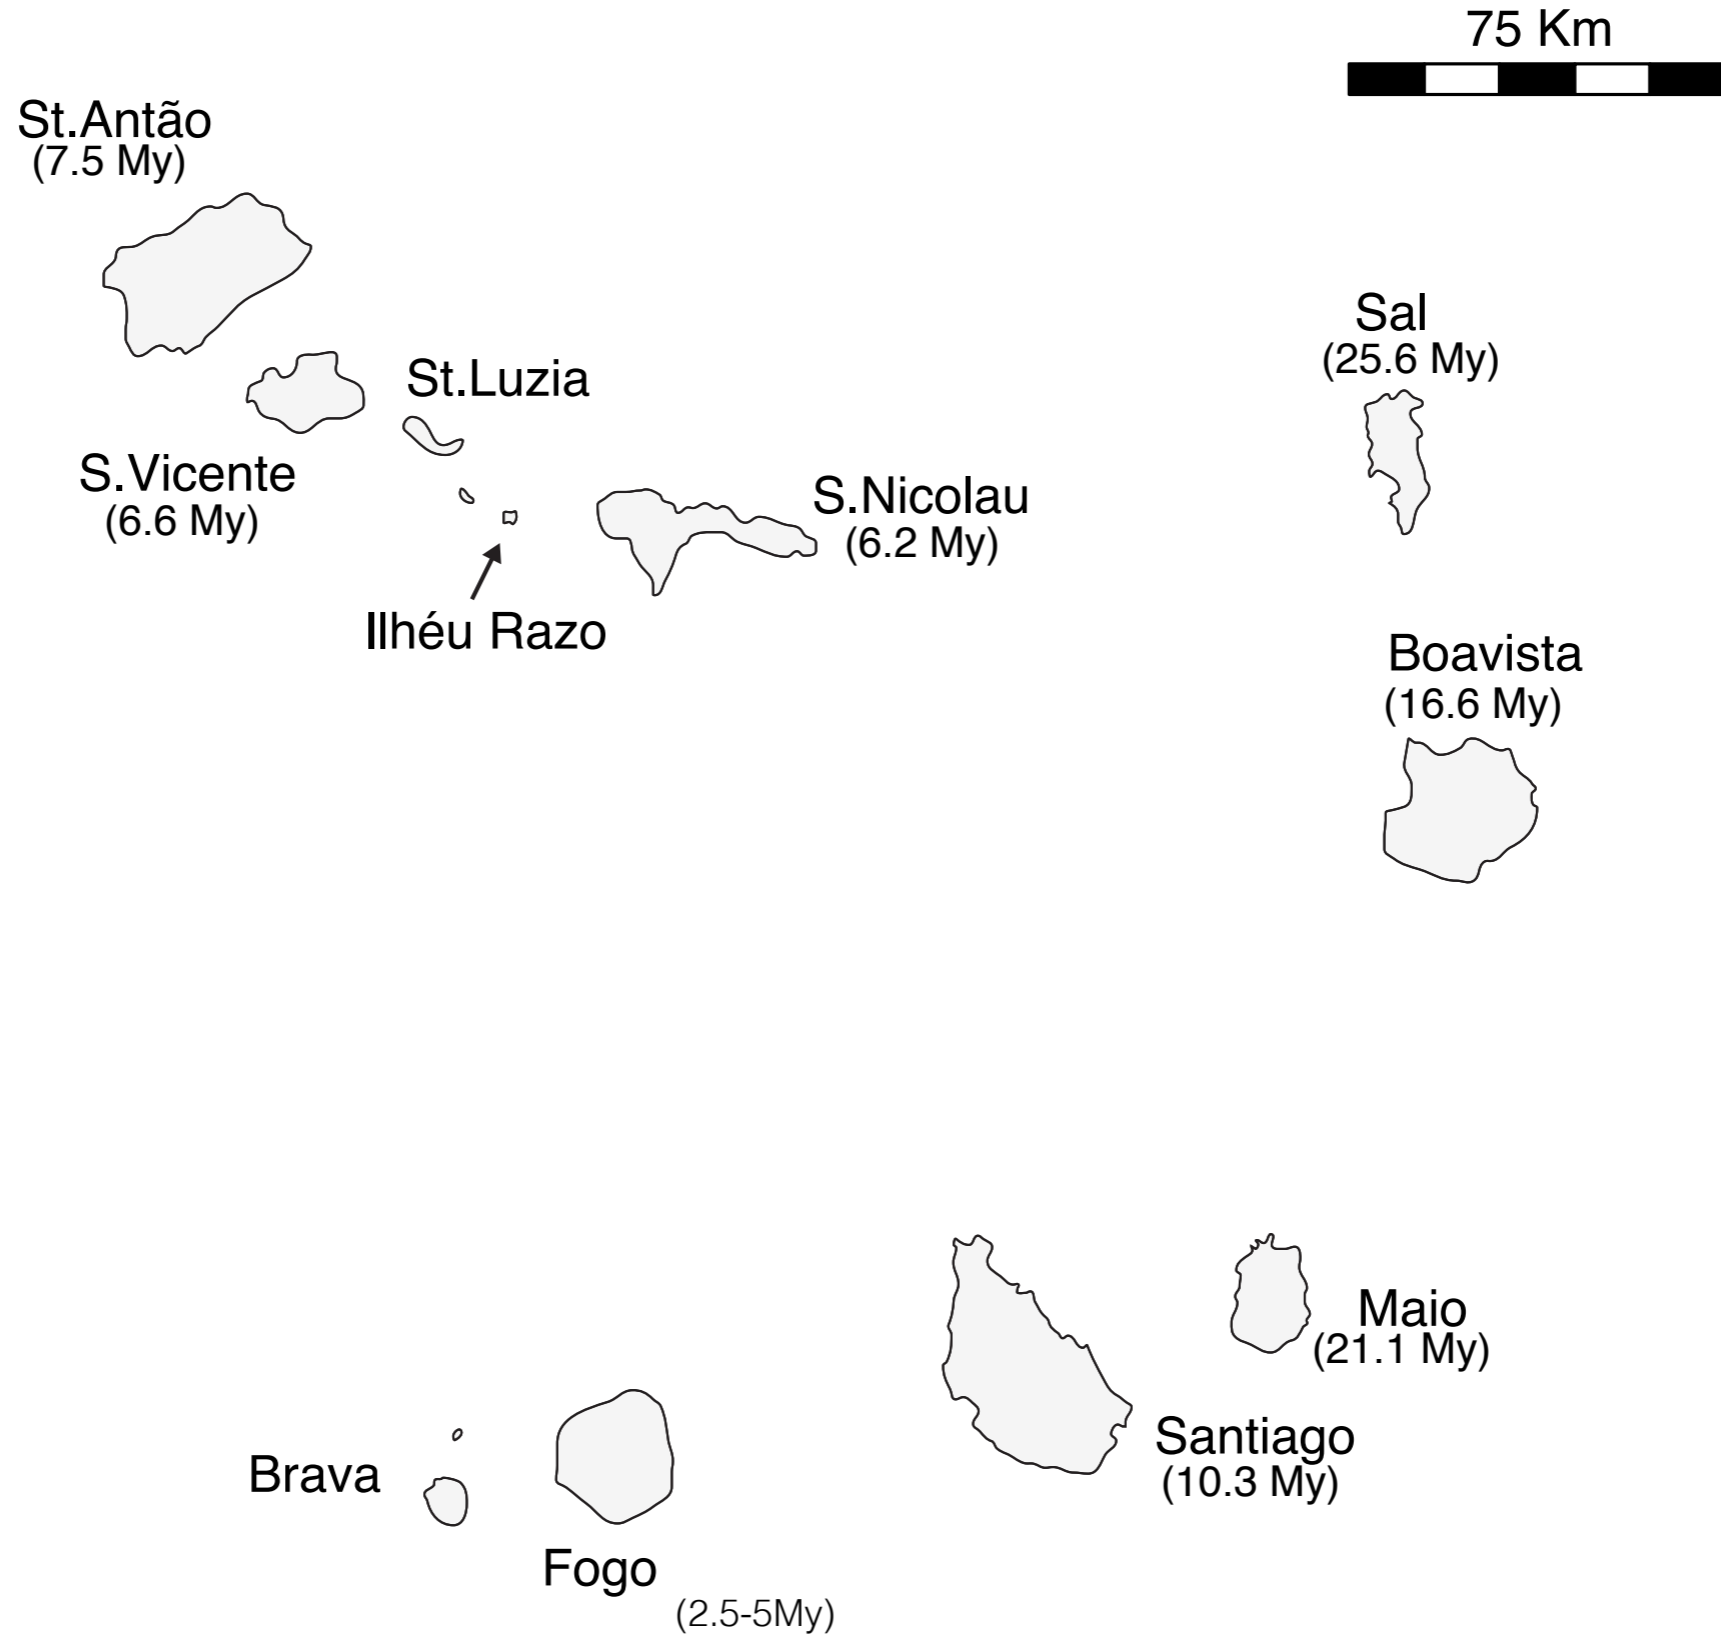 75 Km
St.Antão
(7.5 My)
Sal
(25.6 My)
St.Luzia
S.Vicente
(6.6 My)
S.Nicolau
(6.2 My)
Ilhéu Razo
Boavista
(16.6 My)
Maio
(21.1 My)
Santiago
(10.3 My)
Brava
Fogo
(2.5-5My)